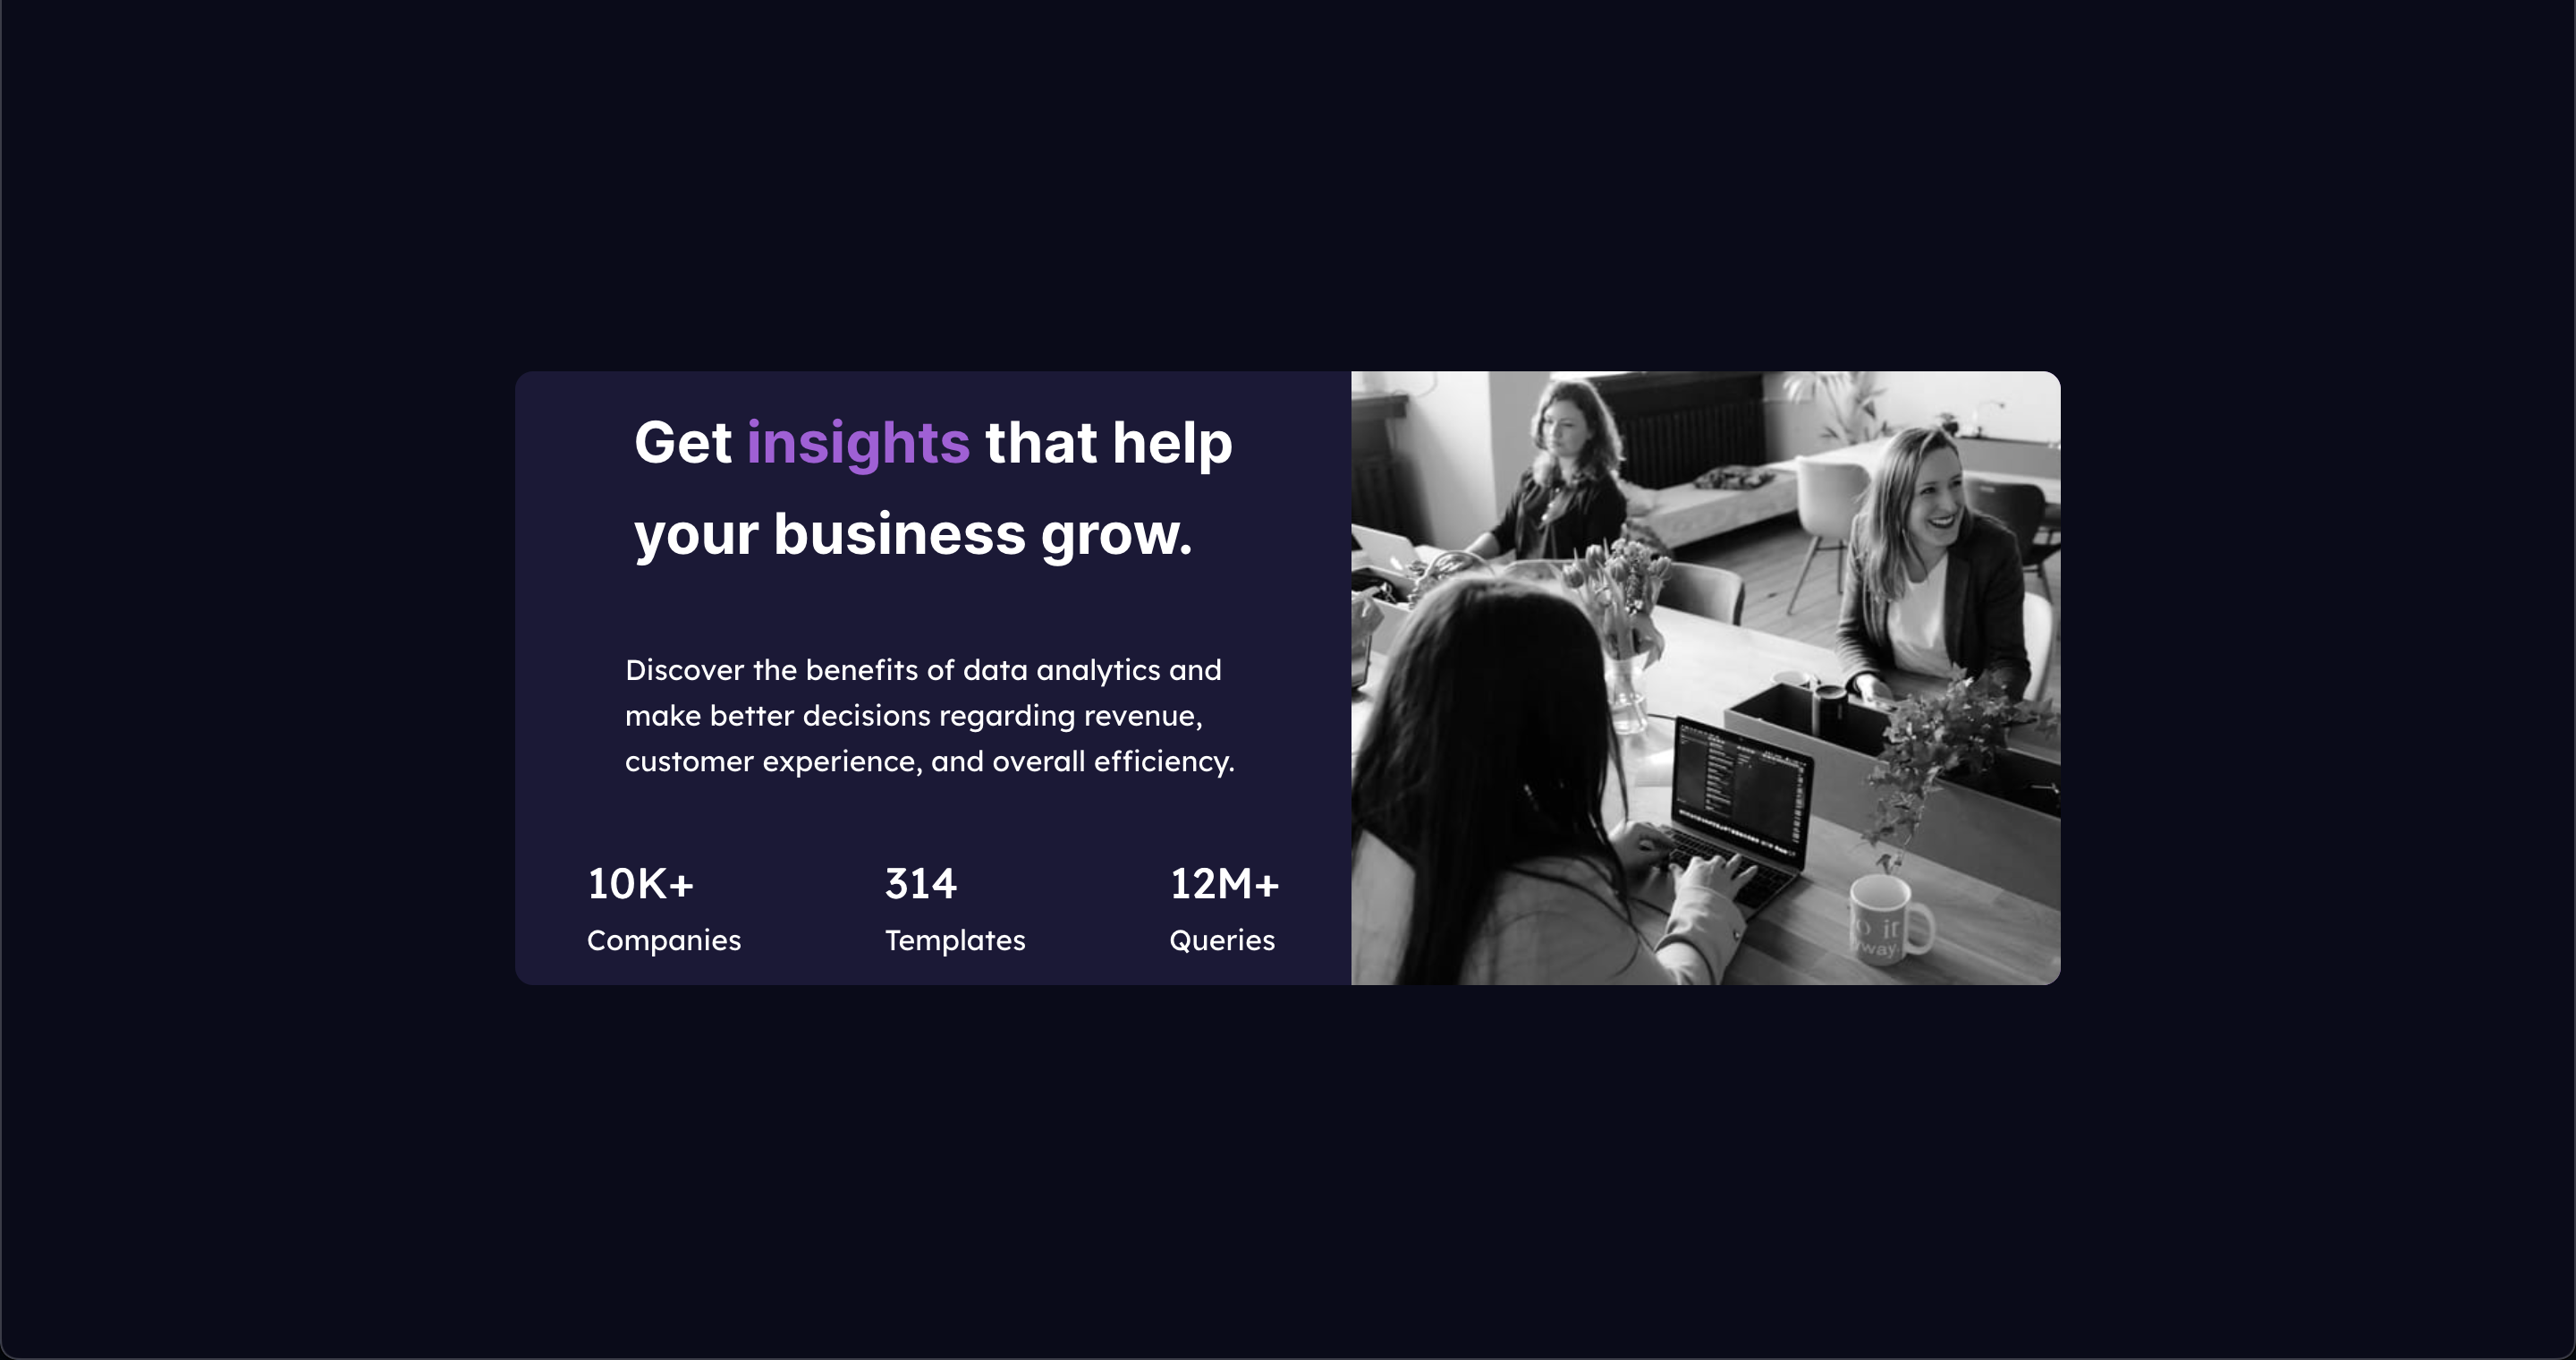 Get insights that help
your business grow.
Discover the benefits of data analytics and
make better decisions regarding revenue,
customer experience, and overall efficiency.
10K+ 314 12M+
Companies Templates Queries